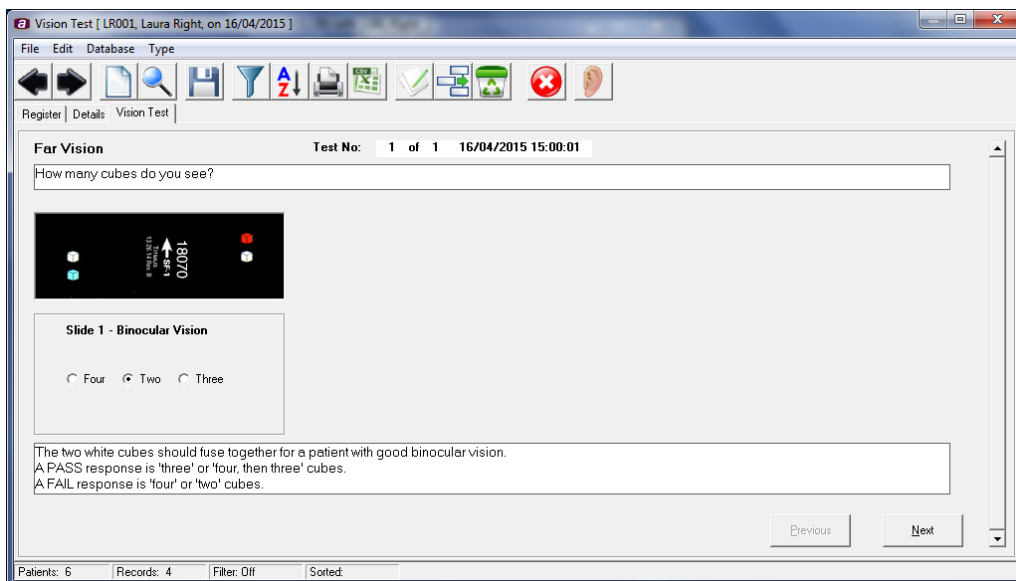 a Vision Test [ LR001, Laura Right, on 16/04/2015 ]
File Edit Database Type
A
Z
CSV
Register Details Vision Test
Far Vision Test No: 1 of 1 16/04/2015 15:00:01
How many cubes do you see?
18070
SF-1
Titmus
Slide 1 - Binocular Vision
Four Two Three
The two white cubes should fuse together for a patient with good binocular vision.
A PASS response is 'three' or 'four, then three' cubes.
A FAIL response is 'four' or 'two' cubes.
Previous Next
Patients: 6 Records: 4 Filter: Off Sorted: